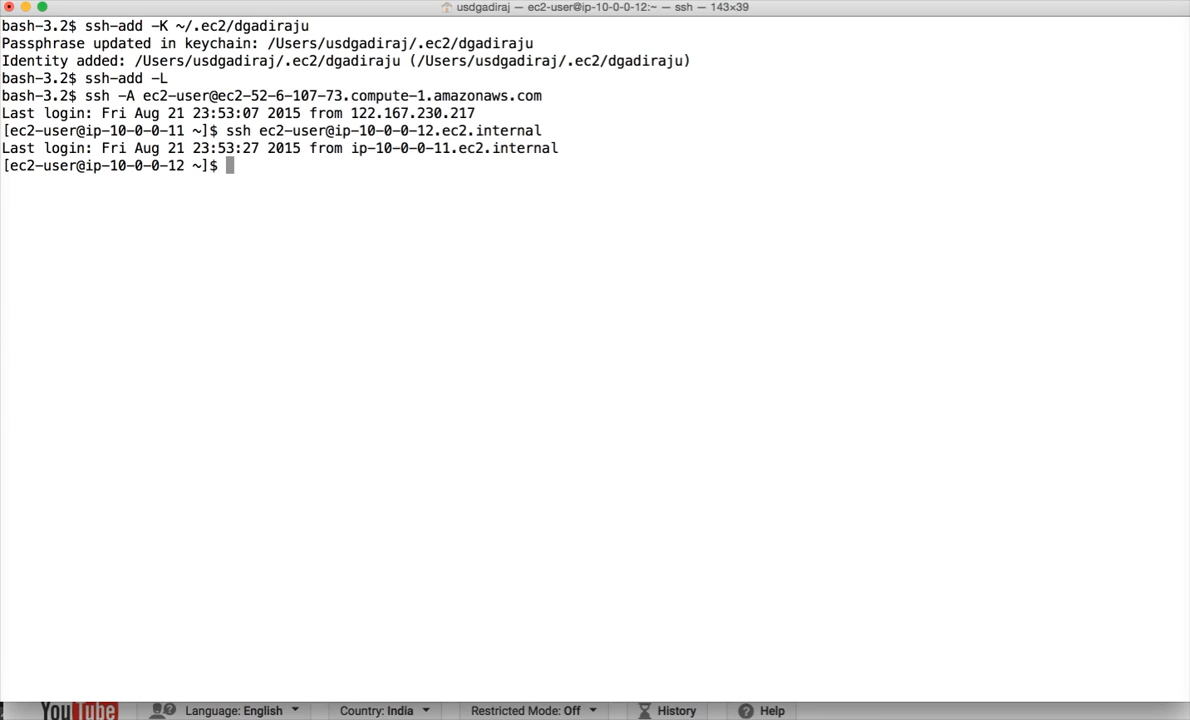 usdgadiraj — ec2-user@ip-10-0-0-12:~ — ssh — 143×39
bash-3.2$ ssh-add -K ~/.ec2/dgadiraju
Passphrase updated in keychain: /Users/usdgadiraj/.ec2/dgadiraju
Identity added: /Users/usdgadiraj/.ec2/dgadiraju (/Users/usdgadiraj/.ec2/dgadiraju)
bash-3.2$ ssh-add -L
bash-3.2$ ssh -A ec2-user@ec2-52-6-107-73.compute-1.amazonaws.com
Last login: Fri Aug 21 23:53:07 2015 from 122.167.230.217
[ec2-user@ip-10-0-0-11 ~]$ ssh ec2-user@ip-10-0-0-12.ec2.internal
Last login: Fri Aug 21 23:53:27 2015 from ip-10-0-0-11.ec2.internal
[ec2-user@ip-10-0-0-12 ~]$
YouTube Language: English Country: India Restricted Mode: Off History Help